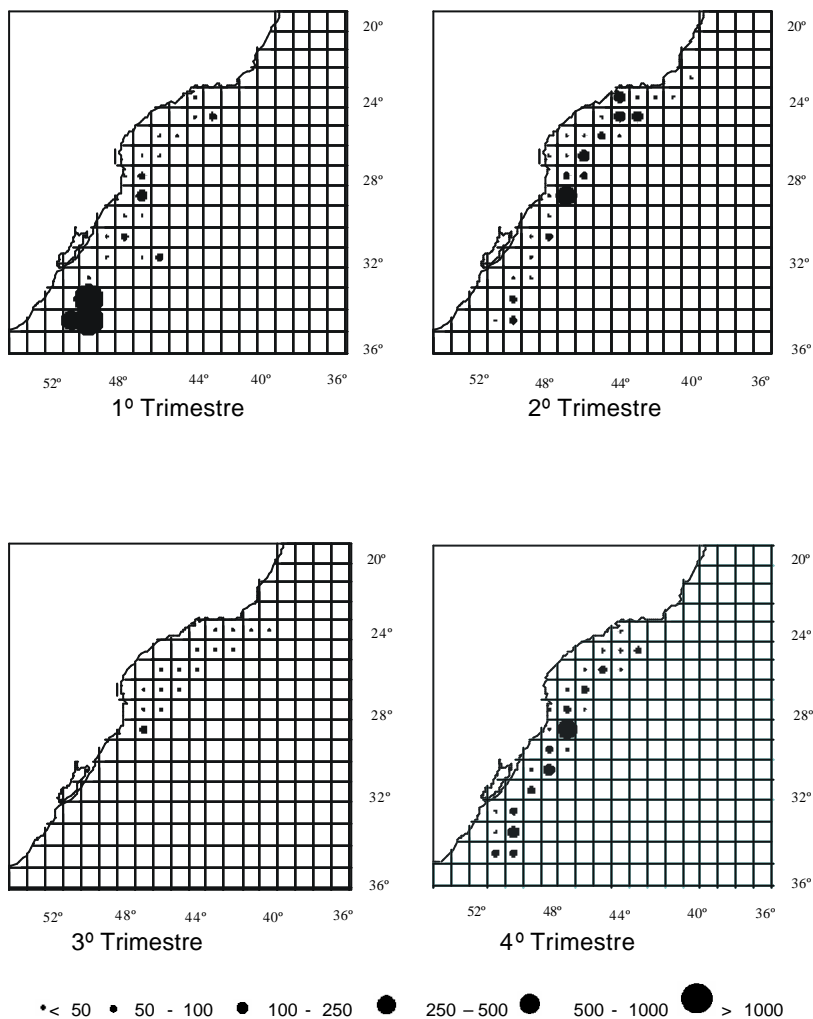 20º
20º
24º
24º
28º
28º
32º
32º
36º
36º
52º 48º 44º 40º 36º
52º 48º 44º 40º 36º
1º Trimestre
2º Trimestre
20º
20º
24º
24º
28º
28º
32º
32º
36º
36º
52º 48º 44º 40º 36º
52º 48º 44º 40º 36º
3º Trimestre
4º Trimestre
< 50 50 - 100 100 - 250 250 – 500 500 - 1000 > 1000